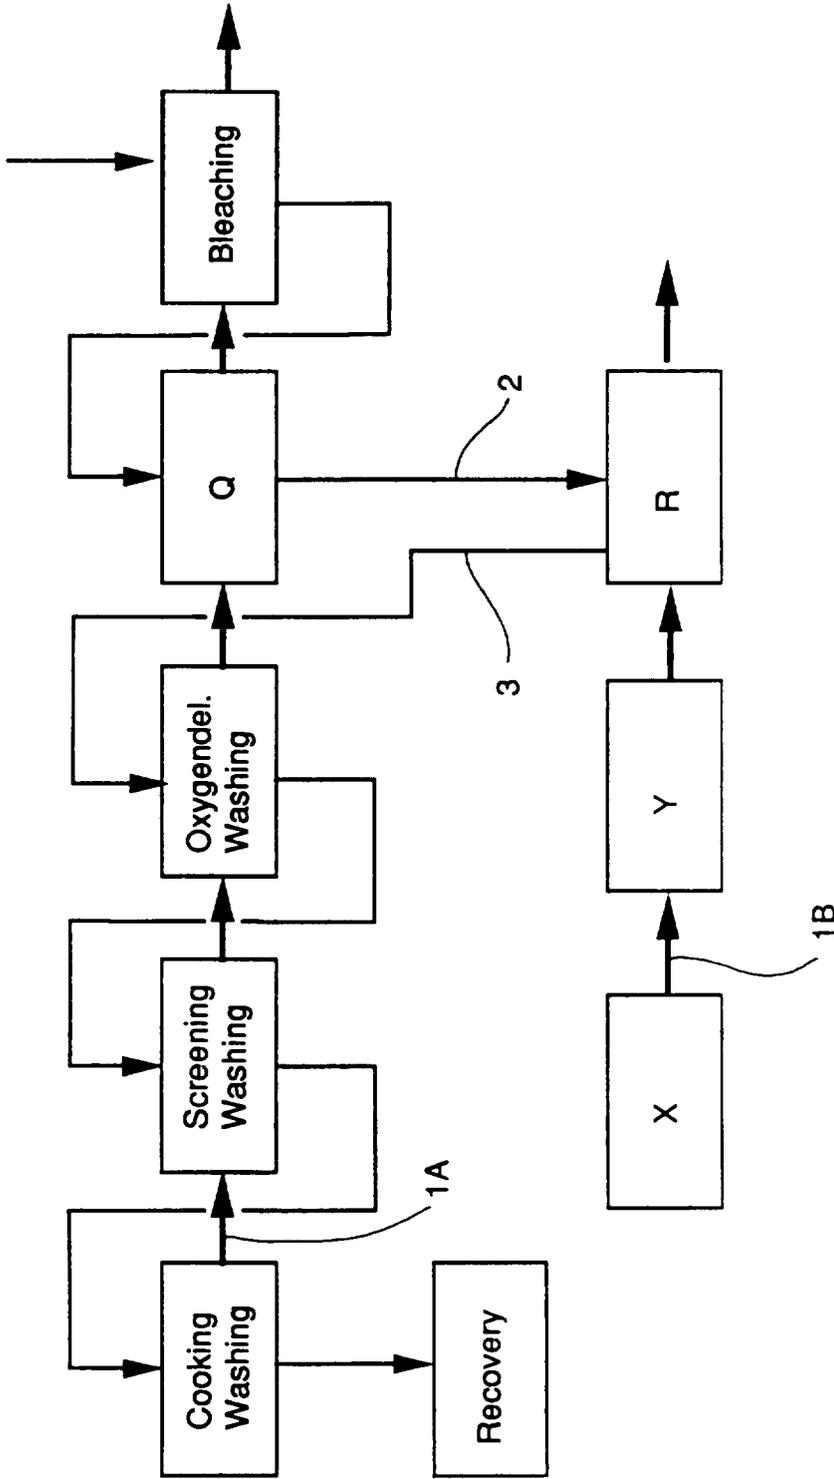 Cooking
Washing
Screening
Washing
Oxygendel.
Washing
Q
Bleaching
1A
2
3
Recovery
X
Y
R
1B